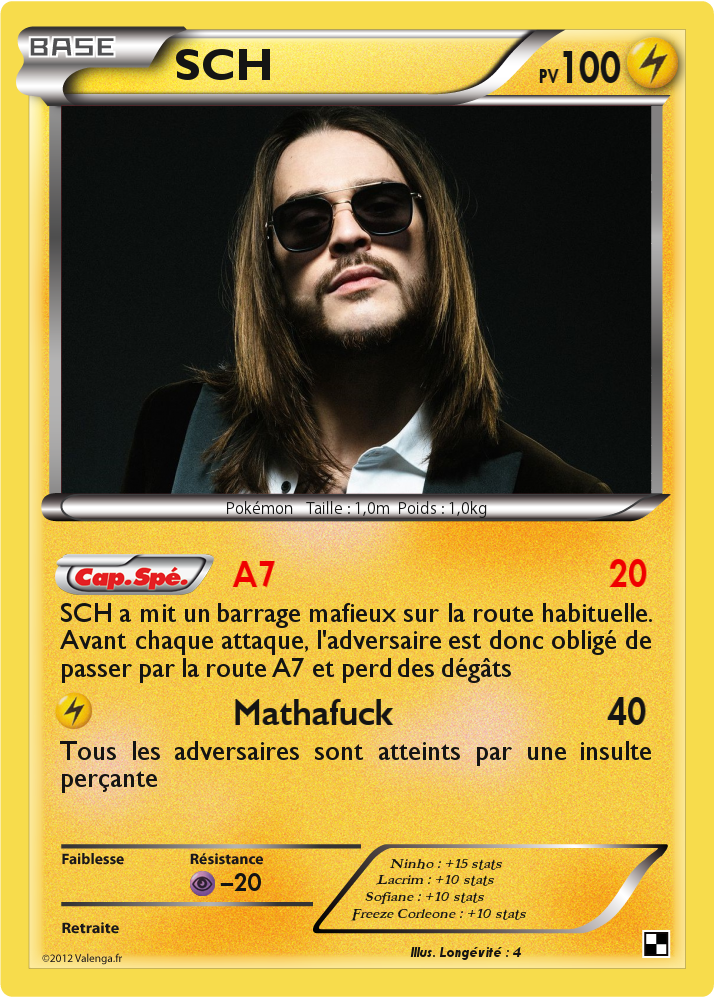 BASE
SCH
PV 100
Pokémon Taille : 1,0m Poids : 1,0kg
Cap.Spé. A7 20
SCH a mit un barrage mafieux sur la route habituelle.
Avant chaque attaque, l'adversaire est donc obligé de
passer par la route A7 et perd des dégâts
Mathafuck 40
Tous les adversaires sont atteints par une insulte
perçante
Faiblesse
Résistance
–20
Retraite
Ninho : +15 stats
Lacrim : +10 stats
Sofiane : +10 stats
Freeze Corleone : +10 stats
©2012 Valenga.fr
Illus. Longévité : 4